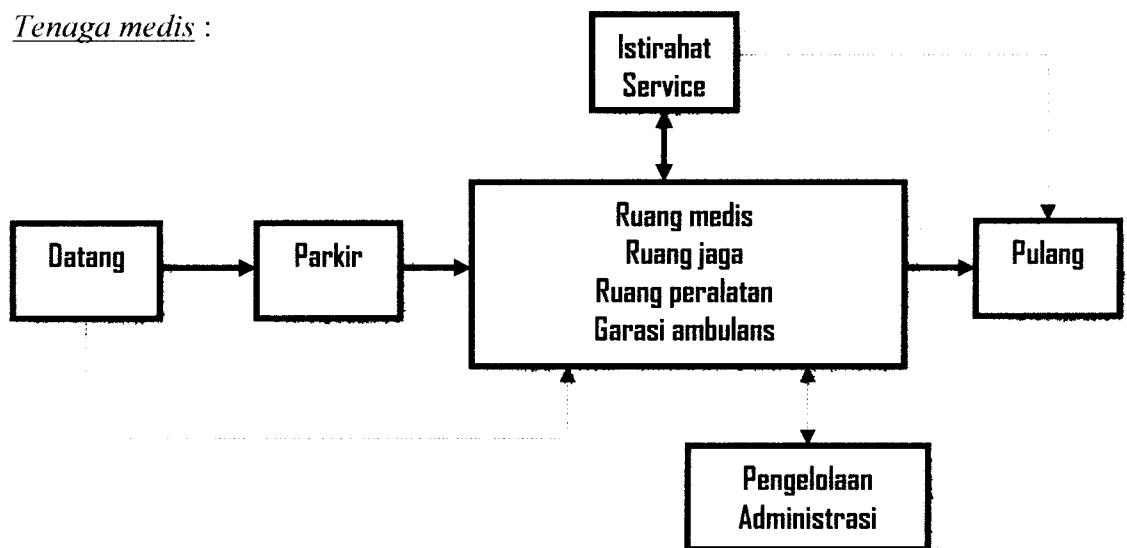 Tenaga medis :
Istirahat
Service
Datang
Parkir
Ruang medis
Ruang jaga
Ruang peralatan
Garasi ambulans
Pulang
Pengelolaan
Administrasi